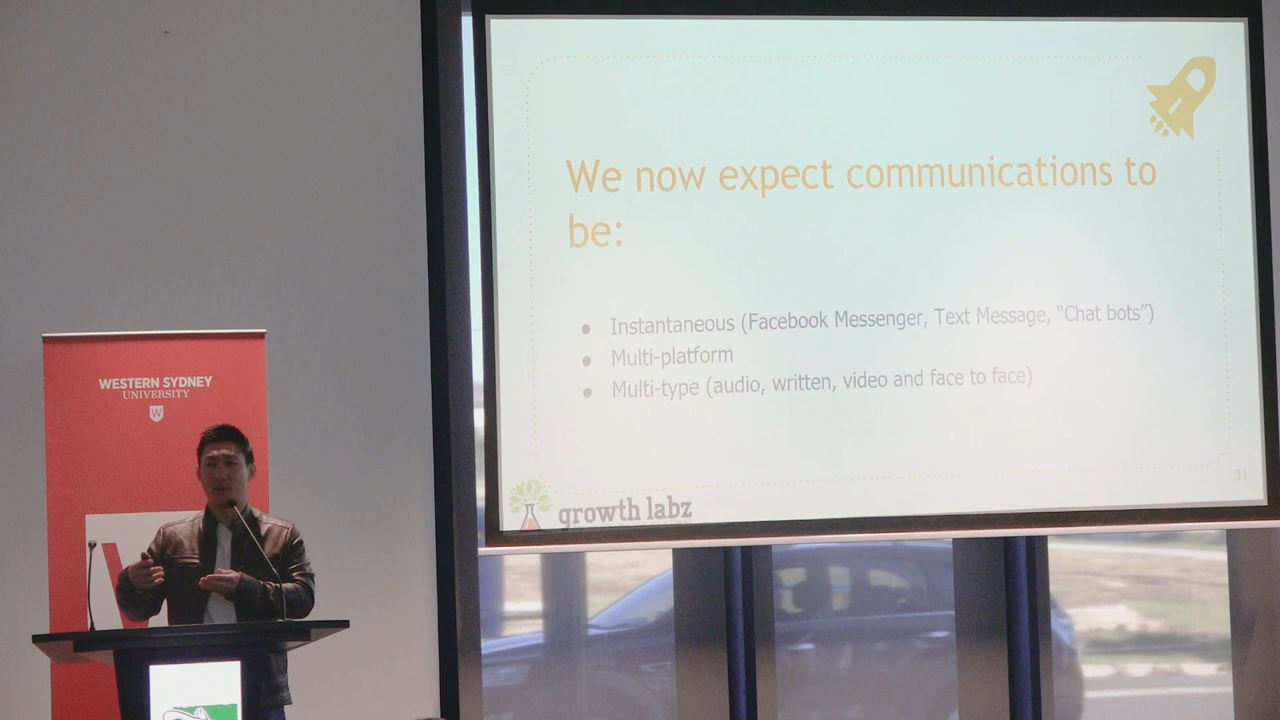 We now expect communications to
be:
● Instantaneous (Facebook Messenger, Text Message, “Chat bots”)
● Multi-platform
● Multi-type (audio, written, video and face to face)
31
growth labz
WESTERN SYDNEY
UNIVERSITY
W